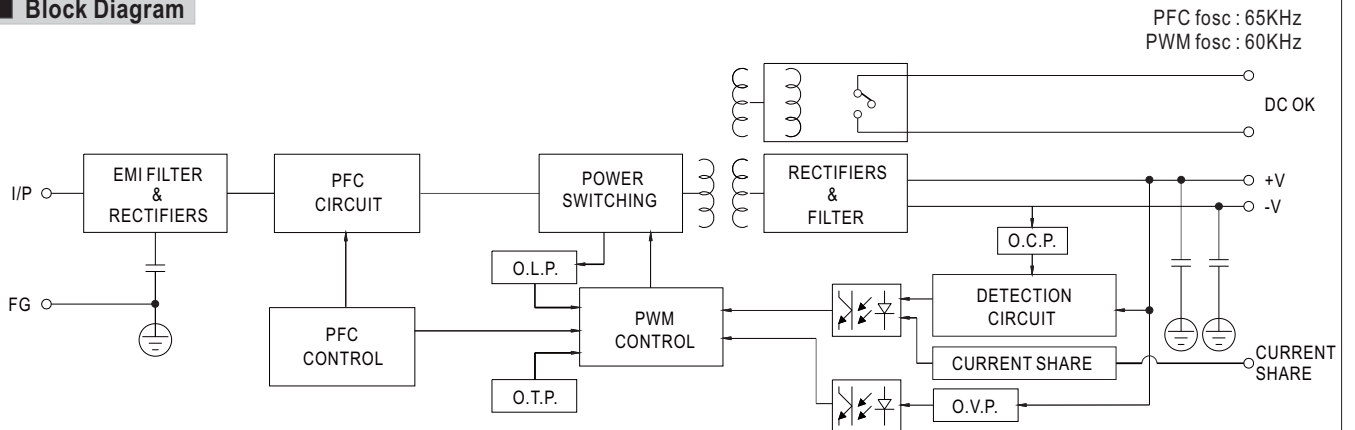 Block Diagram
PFC fosc : 65KHz
PWM fosc : 60KHz
DC OK
I/P
EMI FILTER
&
RECTIFIERS
PFC
CIRCUIT
POWER
SWITCHING
RECTIFIERS
&
FILTER
+V
-V
O.C.P.
O.L.P.
FG
DETECTION
CIRCUIT
PFC
CONTROL
PWM
CONTROL
CURRENT SHARE
CURRENT
SHARE
O.T.P.
O.V.P.